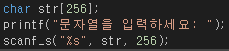 char str[256];
printf("문자열을 입력하세요: ");
scanf_s("%s", str, 256);